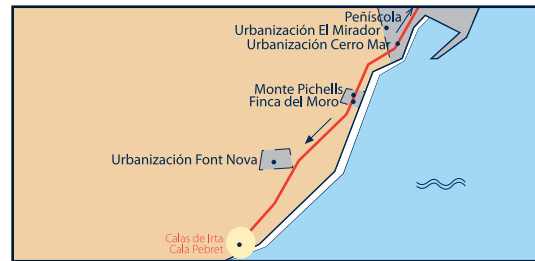 Peñíscola
Urbanización El Mirador
Urbanización Cerro Mar
Monte Pichells
Finca del Moro
Urbanización Font Nova
Calas de Irta
Cala Pebret